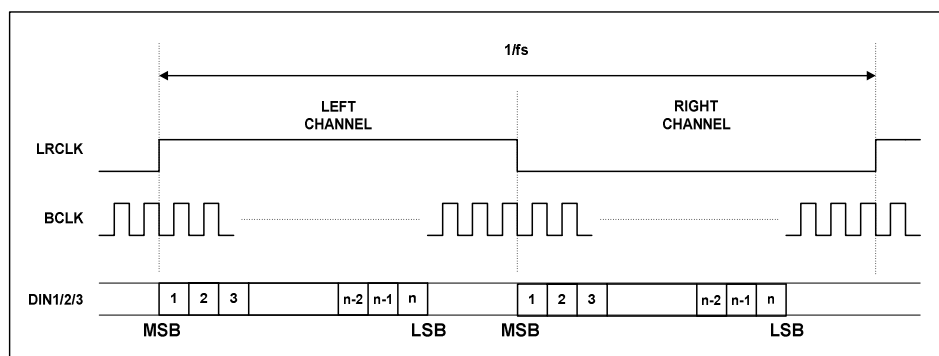 1/fs
LEFT
CHANNEL
RIGHT
CHANNEL
LRCLK
BCLK
DIN1/2/3
1 2 3 n-2 n-1 n 1 2 3 n-2 n-1 n
MSB LSB MSB LSB